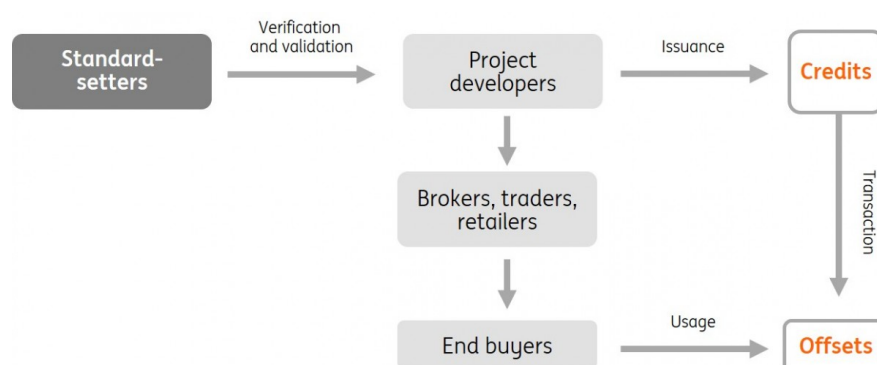 Verification
and validation
Standard-
setters
Project
developers
Issuance
Credits
Transaction
Brokers, traders,
retailers
End buyers
Usage
Offsets